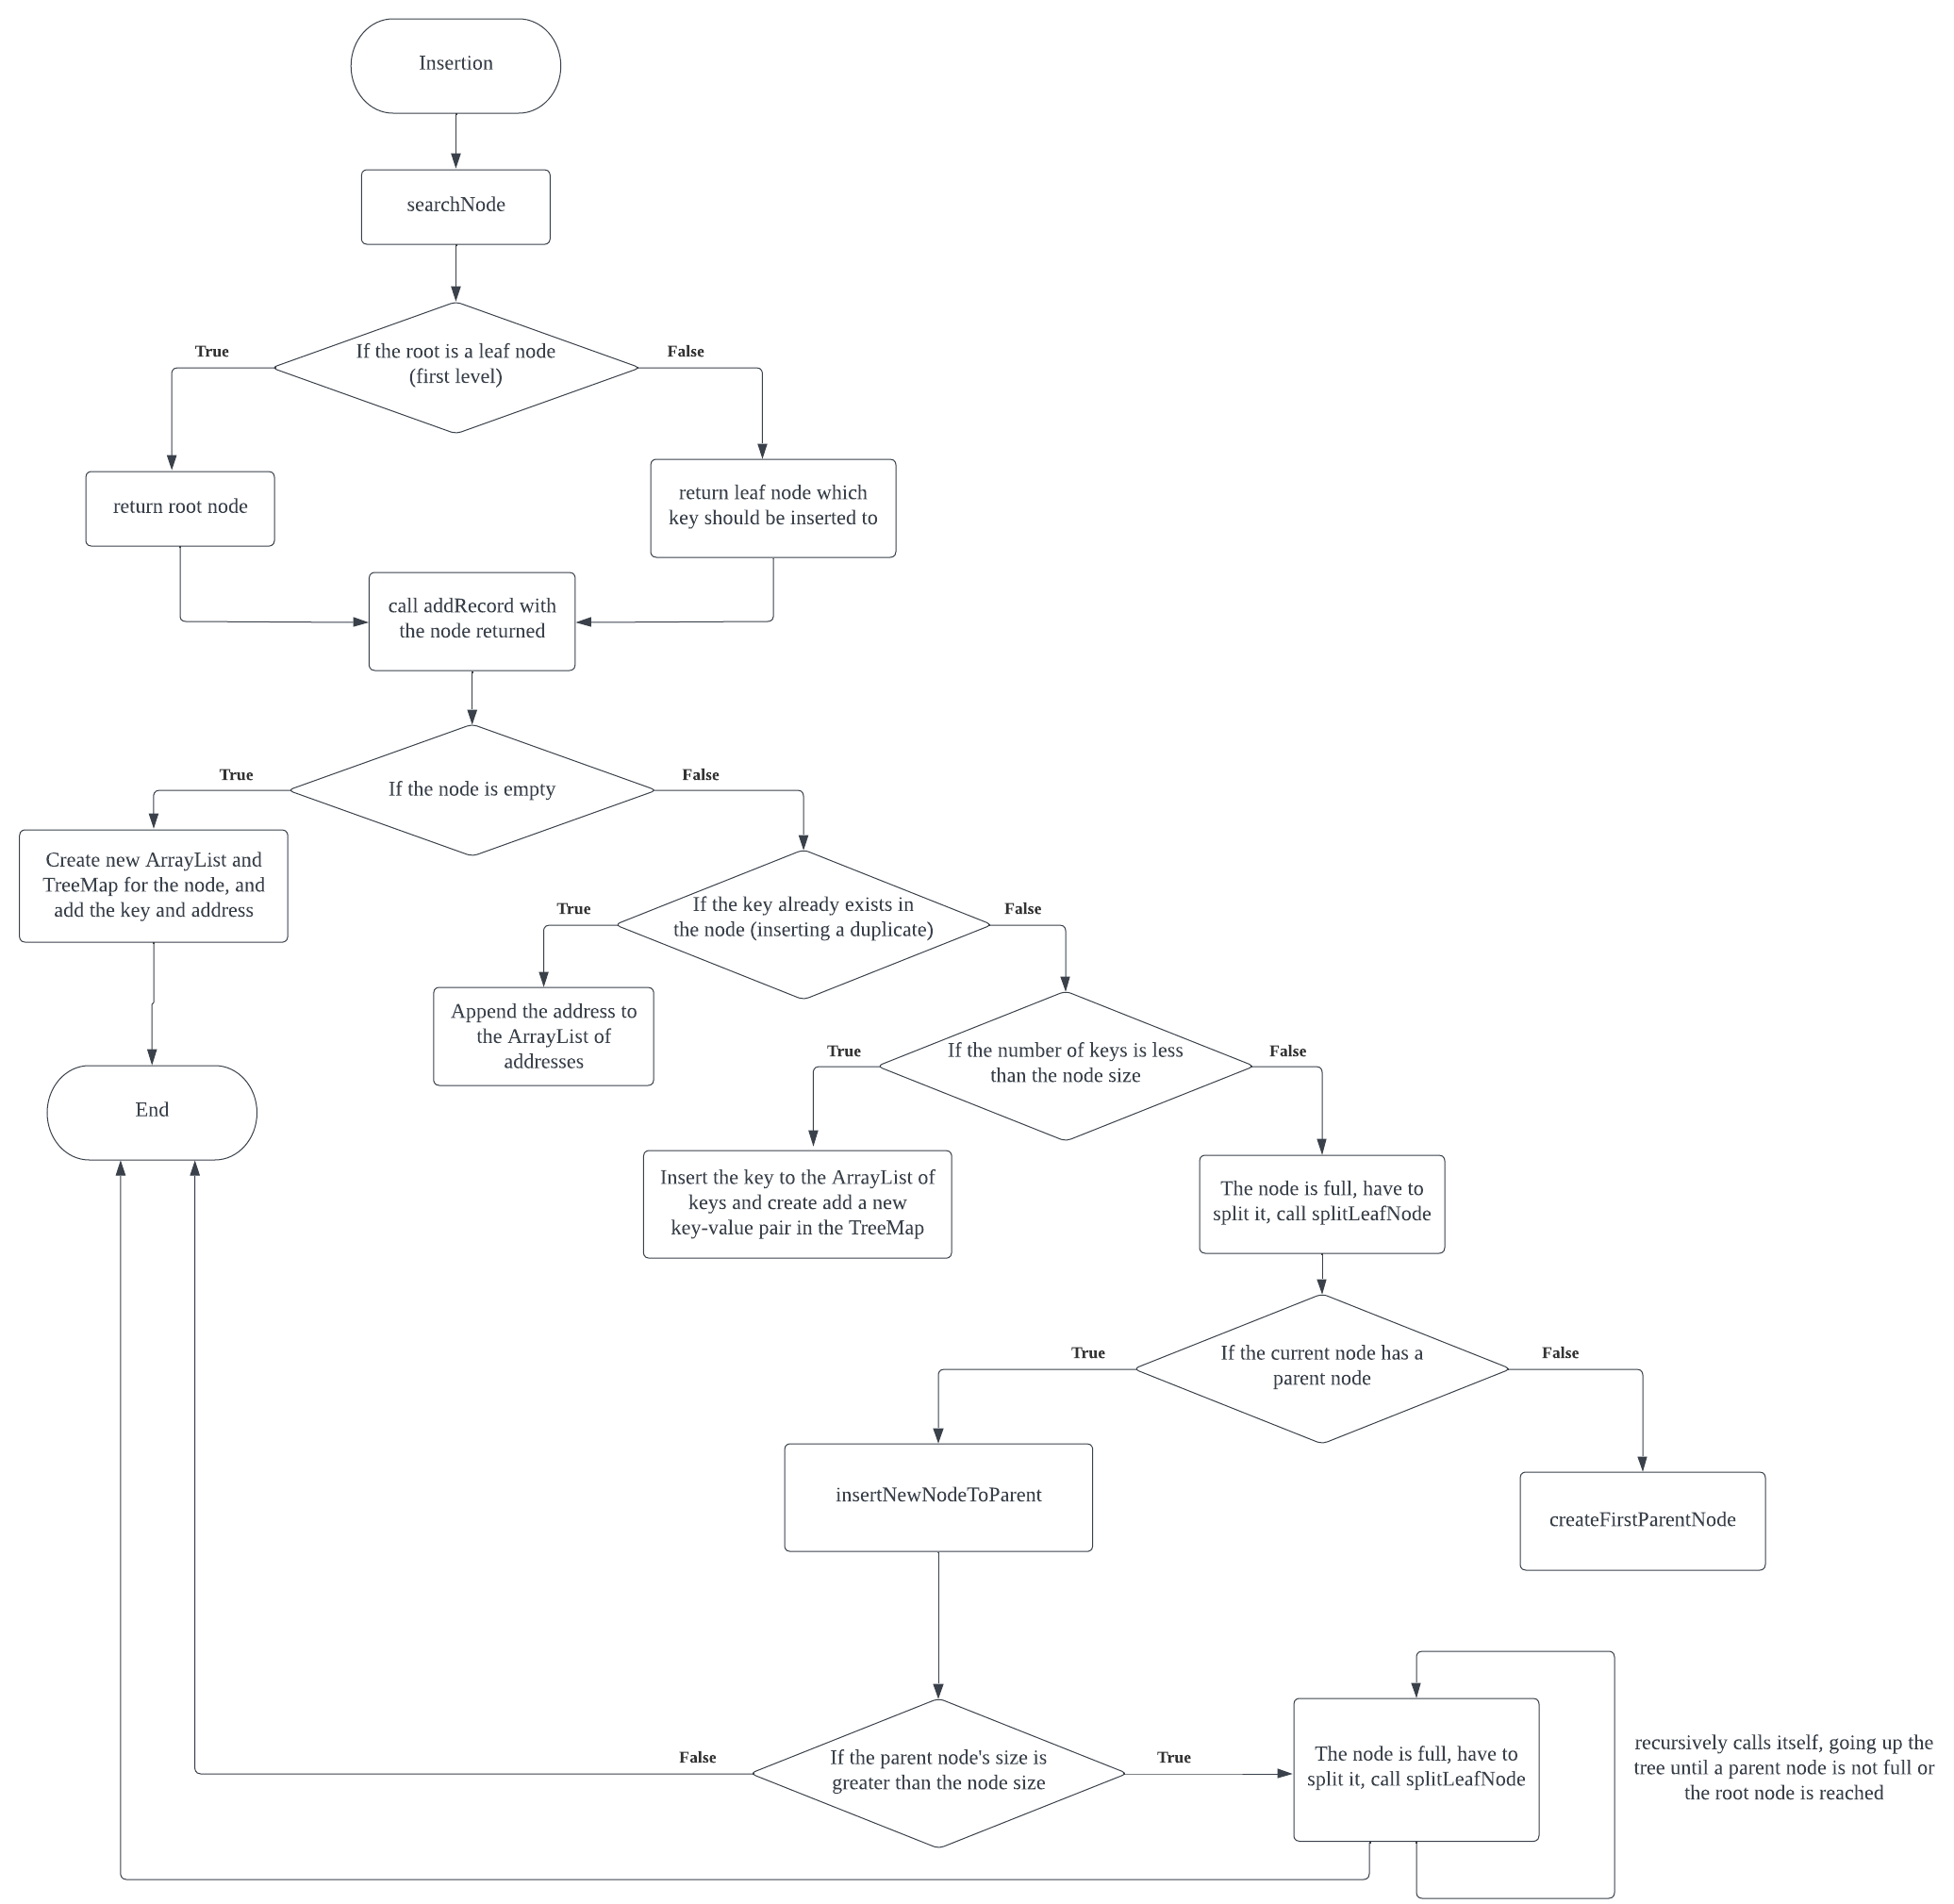 Insertion
searchNode
If the root is a leaf node
(first level)
True
False
return root node
return leaf node which
key should be inserted to
call addRecord with
the node returned
If the node is empty
True
False
Create new ArrayList and
TreeMap for the node, and
add the key and address
If the key already exists in
the node (inserting a duplicate)
True
False
Append the address to
the ArrayList of
addresses
If the number of keys is less
than the node size
True
False
End
Insert the key to the ArrayList of
keys and create add a new
key-value pair in the TreeMap
The node is full, have to
split it, call splitLeafNode
If the current node has a
parent node
True
False
insertNewNodeToParent
createFirstParentNode
If the parent node's size is
greater than the node size
False
True
The node is full, have to
split it, call splitLeafNode
recursively calls itself, going up the
tree until a parent node is not full or
the root node is reached